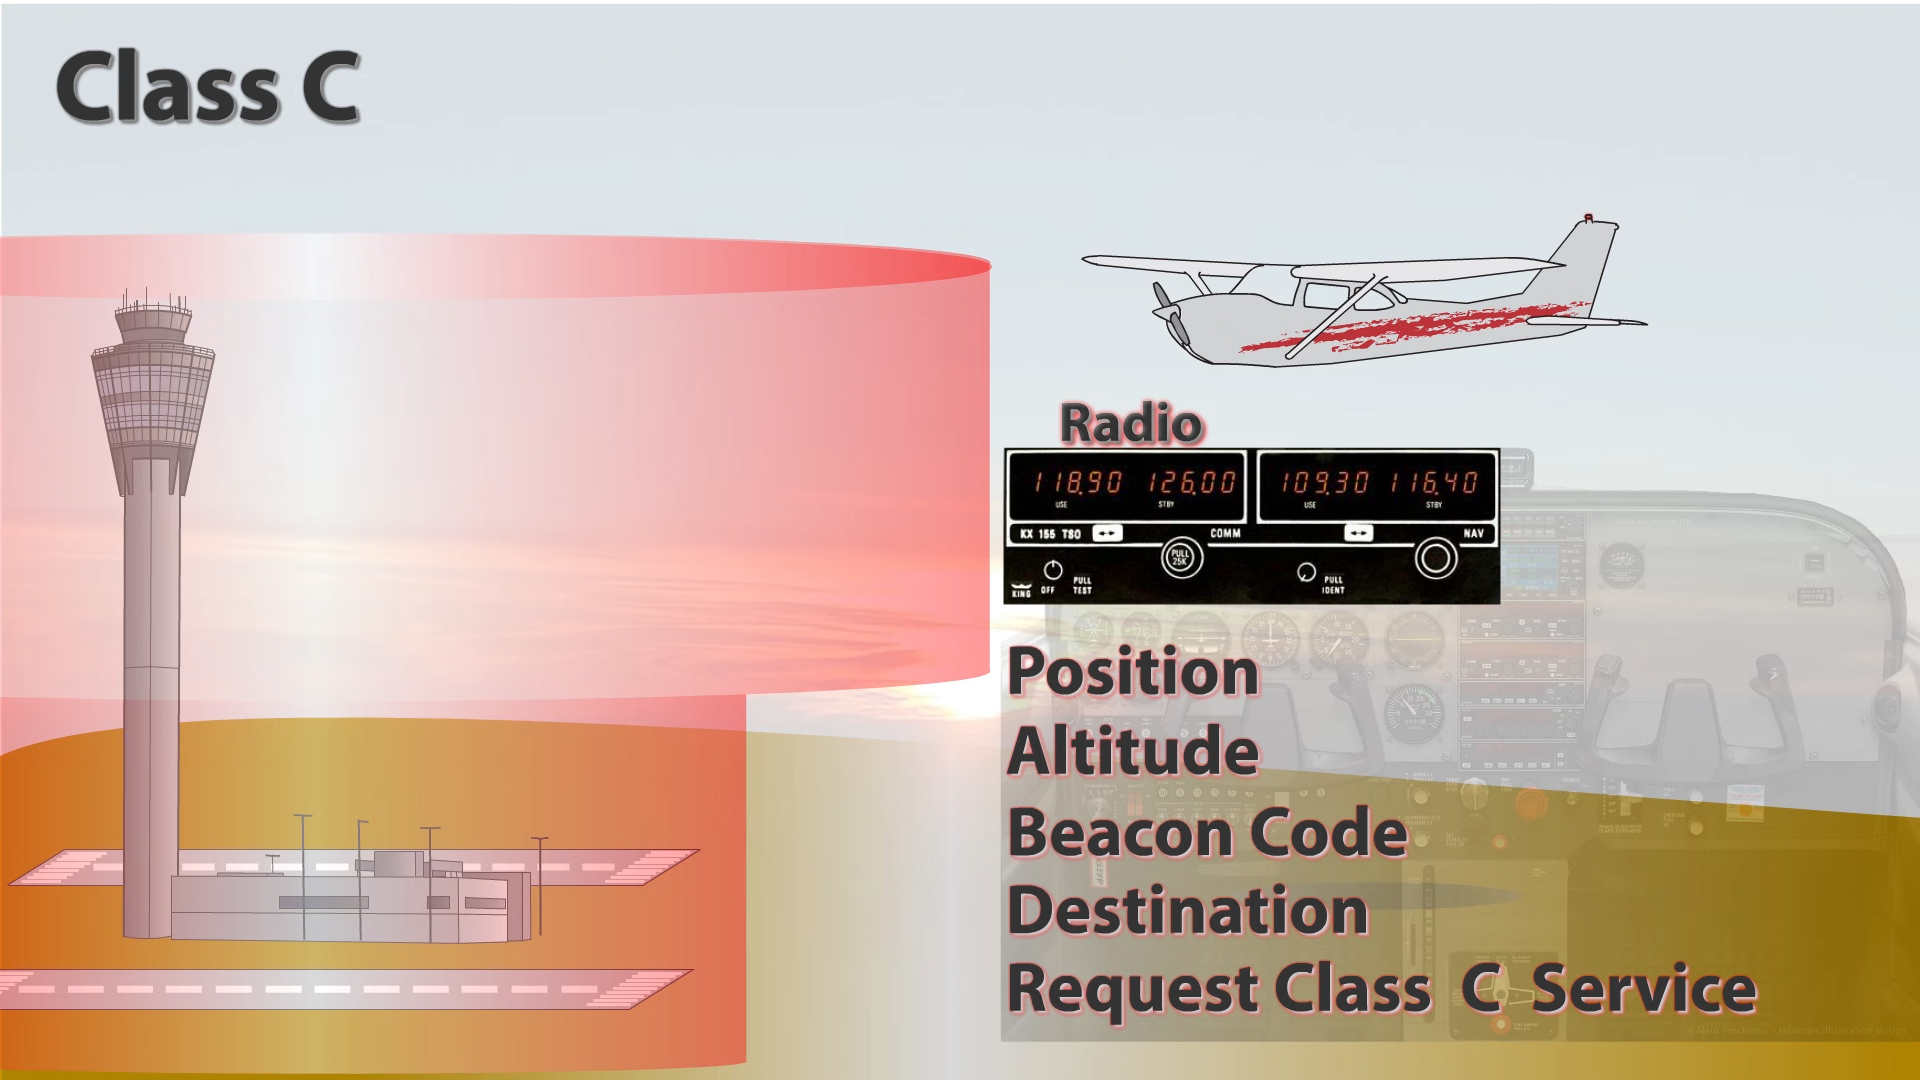 Class C
Radio
118.90 126.00 109.30 116.40
USE STBY USE STBY
KX 155 TSO COMM NAV
PULL 25K
OFF PULL TEST PULL IDENT
KING
Position
Altitude
Beacon Code
Destination
Request Class C Service